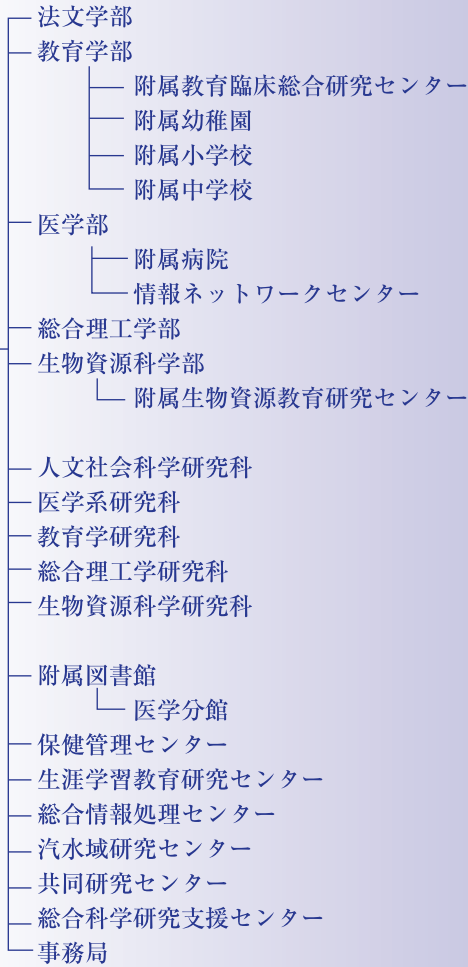 法文学部
教育学部
附属教育臨床総合研究センター
附属幼稚園
附属小学校
附属中学校
医学部
附属病院
情報ネットワークセンター
総合理工学部
生物資源科学部
附属生物資源教育研究センター
人文社会科学研究科
医学系研究科
教育学研究科
総合理工学研究科
生物資源科学研究科
附属図書館
医学分館
保健管理センター
生涯学習教育研究センター
総合情報処理センター
汽水域研究センター
共同研究センター
総合科学研究支援センター
事務局